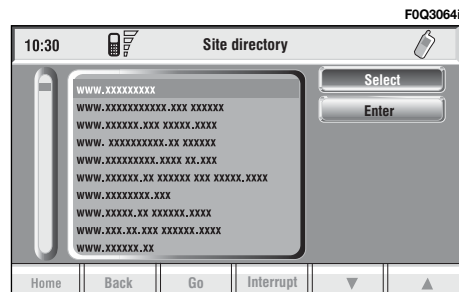 F0Q3064i
10:30 Site directory
www.xxxxxxxxx
www.xxxxxxxxxxx.xxx xxxxxx
www.xxxxxx.xxx xxxxx.xxxx
www. xxxxxxxxxx.xx xxxxxx
www.xxxxxxxxxx.xxxx xx.xxx
www.xxxxxx.xx xxxxxx xxx xxxxx.xxxx
www.xxxxxxxx.xxx
www.xxxxx.xx xxxxxx.xxxx
www.xxx-xx.xxx xxxxxx.xxxx
www.xxxxxx.xx
Select
Enter
Home Back Go Interrupt ▼ ▲